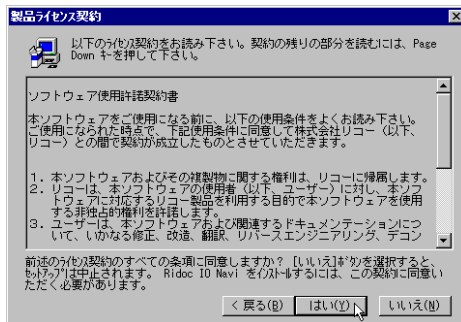 製品ライセンス契約
以下のライセンス契約をお読み下さい。契約の残りの部分を読むには、Page
Down キーを押して下さい。
ソフトウェア使用許諾契約書
本ソフトウェアをご使用になる前に、以下の使用条件をよくお読み下さい。
ご使用になられた時点で、下記使用条件に同意して株式会社リコー（以下、
リコー）との間で契約が成立したものとさせていただきます。
1. 本ソフトウェアおよびその複製物に関する権利は、リコーに帰属します。
2. リコーは、本ソフトウェアの使用者（以下、ユーザー）に対し、本ソフ
トウェアに対応するリコー製品を利用する目的で本ソフトウェアを使用
する非独占的権利を許諾します。
3. ユーザーは、本ソフトウェアおよび関連するドキュメンテーションにつ
いて、いかなる修正、改造、翻訳、リバースエンジニアリング、デコン
前述のライセンス契約のすべての条項に同意しますか? [いいえ]ボタンを選択すると、
セットアップは中止されます。 Ridoc IO Navi をインストールするには、この契約に同意い
ただく必要があります。
< 戻る(B) はい(Y) いいえ(N)